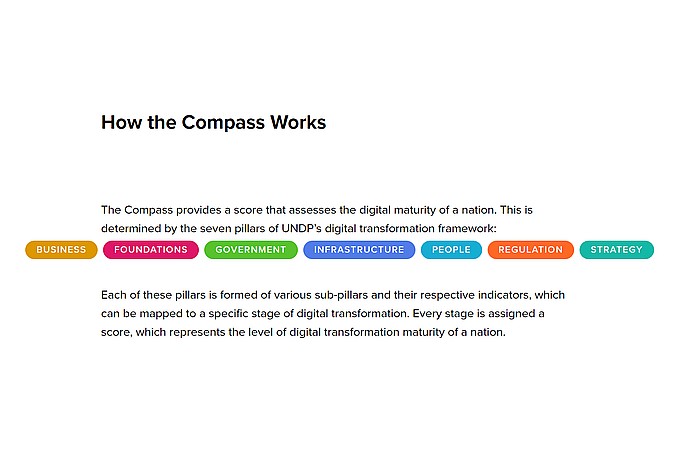 How the Compass Works
The Compass provides a score that assesses the digital maturity of a nation. This is
determined by the seven pillars of UNDP's digital transformation framework:
BUSINESS FOUNDATIONS GOVERNMENT INFRASTRUCTURE PEOPLE REGULATION STRATEGY
Each of these pillars is formed of various sub-pillars and their respective indicators, which
can be mapped to a specific stage of digital transformation. Every stage is assigned a
score, which represents the level of digital transformation maturity of a nation.